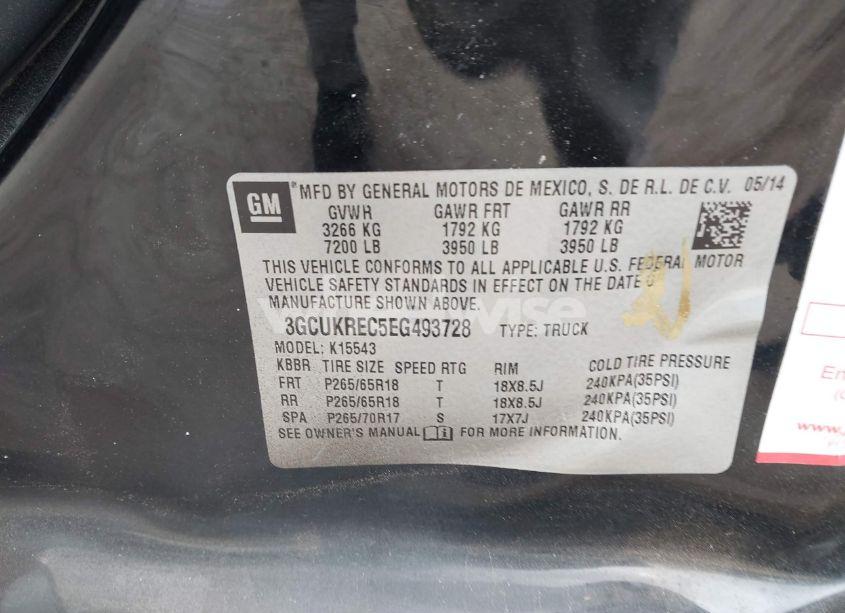 GM
MFD BY GENERAL MOTORS DE MEXICO, S. DE R.L. DE C.V. 05/14
GVWR GAWR FRT GAWR RR
3266 KG 1792 KG 1792 KG
7200 LB 3950 LB 3950 LB
THIS VEHICLE CONFORMS TO ALL APPLICABLE U.S. FEDERAL MOTOR
VEHICLE SAFETY STANDARDS IN EFFECT ON THE DATE OF
MANUFACTURE SHOWN ABOVE.
3GCUKREC5EG493728 TYPE: TRUCK
MODEL: K15543
KBBR TIRE SIZE SPEED RTG RIM COLD TIRE PRESSURE
FRT P265/65R18 T 18X8.5J 240KPA(35PSI)
RR P265/65R18 T 18X8.5J 240KPA(35PSI)
SPA P265/70R17 S 17X7J 240KPA(35PSI)
SEE OWNER'S MANUAL FOR MORE INFORMATION.
www.